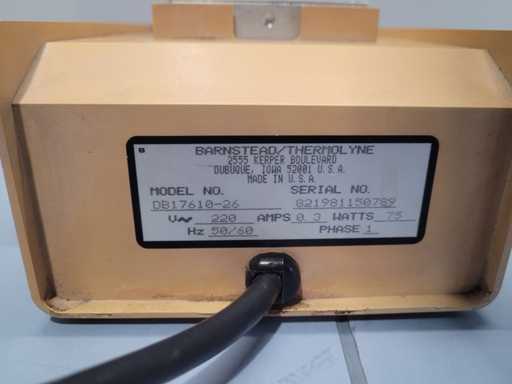 B
BARNSTEAD/THERMOLYNE
2555 KERPER BOULEVARD
DUBUQUE, IOWA 52001 U.S.A.
MADE IN U.S.A.
MODEL NO. SERIAL NO.
DB17610-26 821981150789
V~ 220 AMPS 0.3 WATTS 75
Hz 50/60 PHASE 1